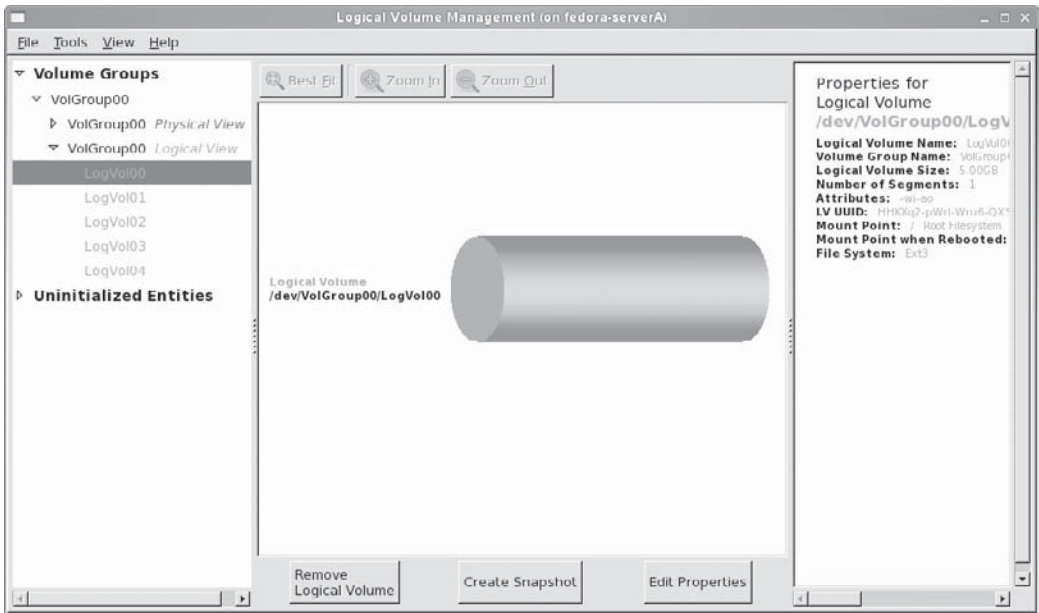 Logical Volume Management (on fedora-serverA)
File Tools View Help
Volume Groups
VolGroup00
VolGroup00 Physical View
VolGroup00 Logical View
LogVol00
LogVol01
LogVol02
LogVol03
LogVol04
Uninitialized Entities
Best Fit Zoom In Zoom Out
Logical Volume
/dev/VolGroup00/LogVol00
Remove
Logical Volume
Create Snapshot
Edit Properties
Properties for
Logical Volume
/dev/VolGroup00/LogV
Logical Volume Name: LogVol0
Volume Group Name: VolGroup
Logical Volume Size: 5.00GB
Number of Segments: 1
Attributes: -wi-ao
LV UUID:
Mount Point: / Root Filesystem
Mount Point when Rebooted:
File System: Ext3